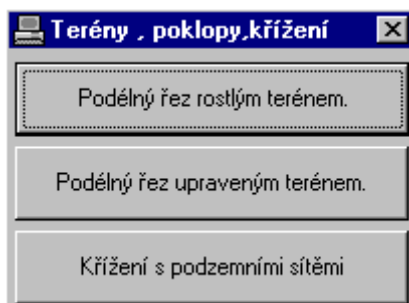 Terény , poklopy,křížení
Podélný řez rostlým terénem.
Podélný řez upraveným terénem.
Křížení s podzemními sítěmi